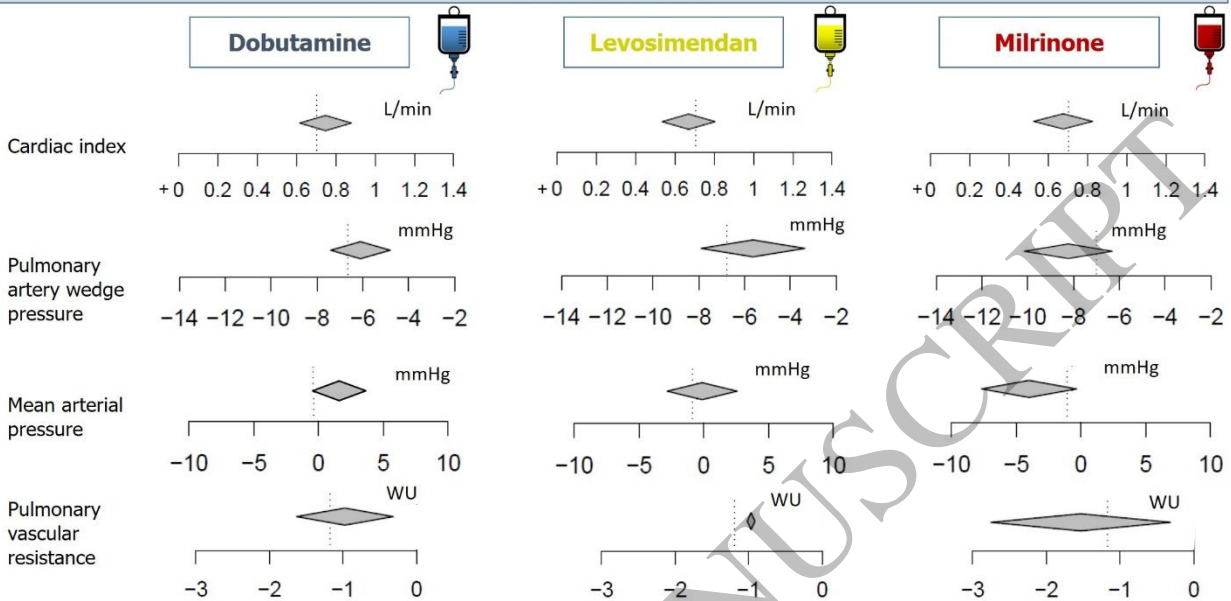 Dobutamine Levosimendan Milrinone
Cardiac index
L/min L/min L/min
+0 0.2 0.4 0.6 0.8 1 1.2 1.4 +0 0.2 0.4 0.6 0.8 1 1.2 1.4 +0 0.2 0.4 0.6 0.8 1 1.2 1.4
Pulmonary
artery wedge
pressure
mmHg mmHg mmHg
−14 −12 −10 −8 −6 −4 −2 −14 −12 −10 −8 −6 −4 −2 −14 −12 −10 −8 −6 −4 −2
Mean arterial
pressure
mmHg mmHg mmHg
−10 −5 0 5 10 −10 −5 0 5 10 −10 −5 0 5 10
Pulmonary
vascular
resistance
WU WU WU
−3 −2 −1 0 −3 −2 −1 0 −3 −2 −1 0
NUSCRIPT